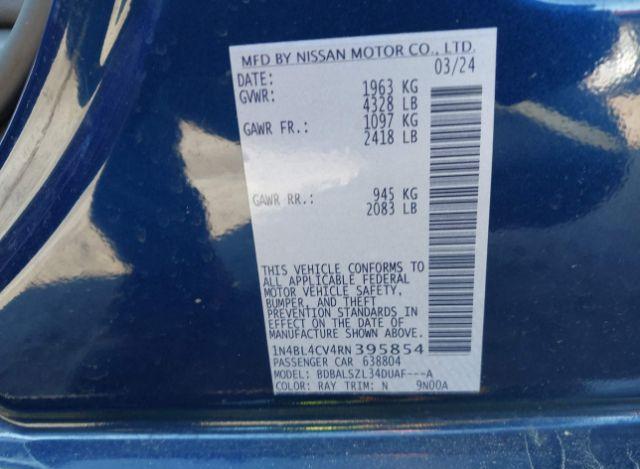 MFD BY NISSAN MOTOR CO., LTD.
DATE: 03/24
GVWR: 1963 KG
4328 LB
GAWR FR.: 1097 KG
2418 LB
GAWR RR.: 945 KG
2083 LB
THIS VEHICLE CONFORMS TO
ALL APPLICABLE FEDERAL
MOTOR VEHICLE SAFETY,
BUMPER, AND THEFT
PREVENTION STANDARDS IN
EFFECT ON THE DATE OF
MANUFACTURE SHOWN ABOVE.
1N4BL4CV4RN395854
PASSENGER CAR 638804
MODEL: BDBALSZL34DUAF---A
COLOR: RAY TRIM: N 9N00A